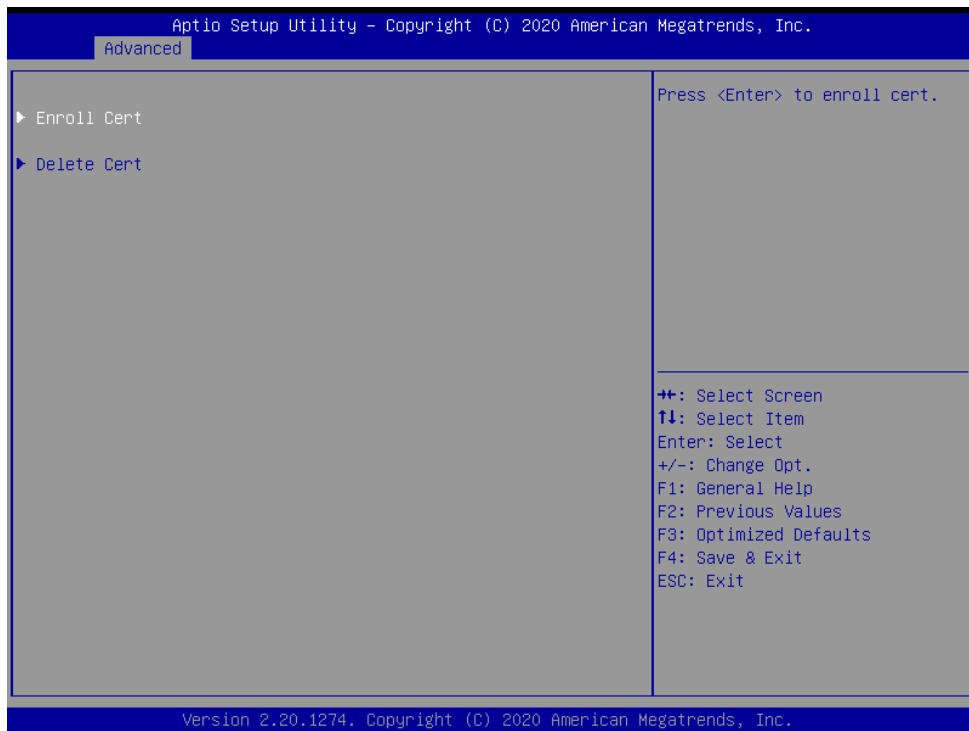 Aptio Setup Utility – Copyright (C) 2020 American Megatrends, Inc.
Advanced
▶ Enroll Cert
▶ Delete Cert
Press <Enter> to enroll cert.
→←: Select Screen
↑↓: Select Item
Enter: Select
+/-: Change Opt.
F1: General Help
F2: Previous Values
F3: Optimized Defaults
F4: Save & Exit
ESC: Exit
Version 2.20.1274. Copyright (C) 2020 American Megatrends, Inc.